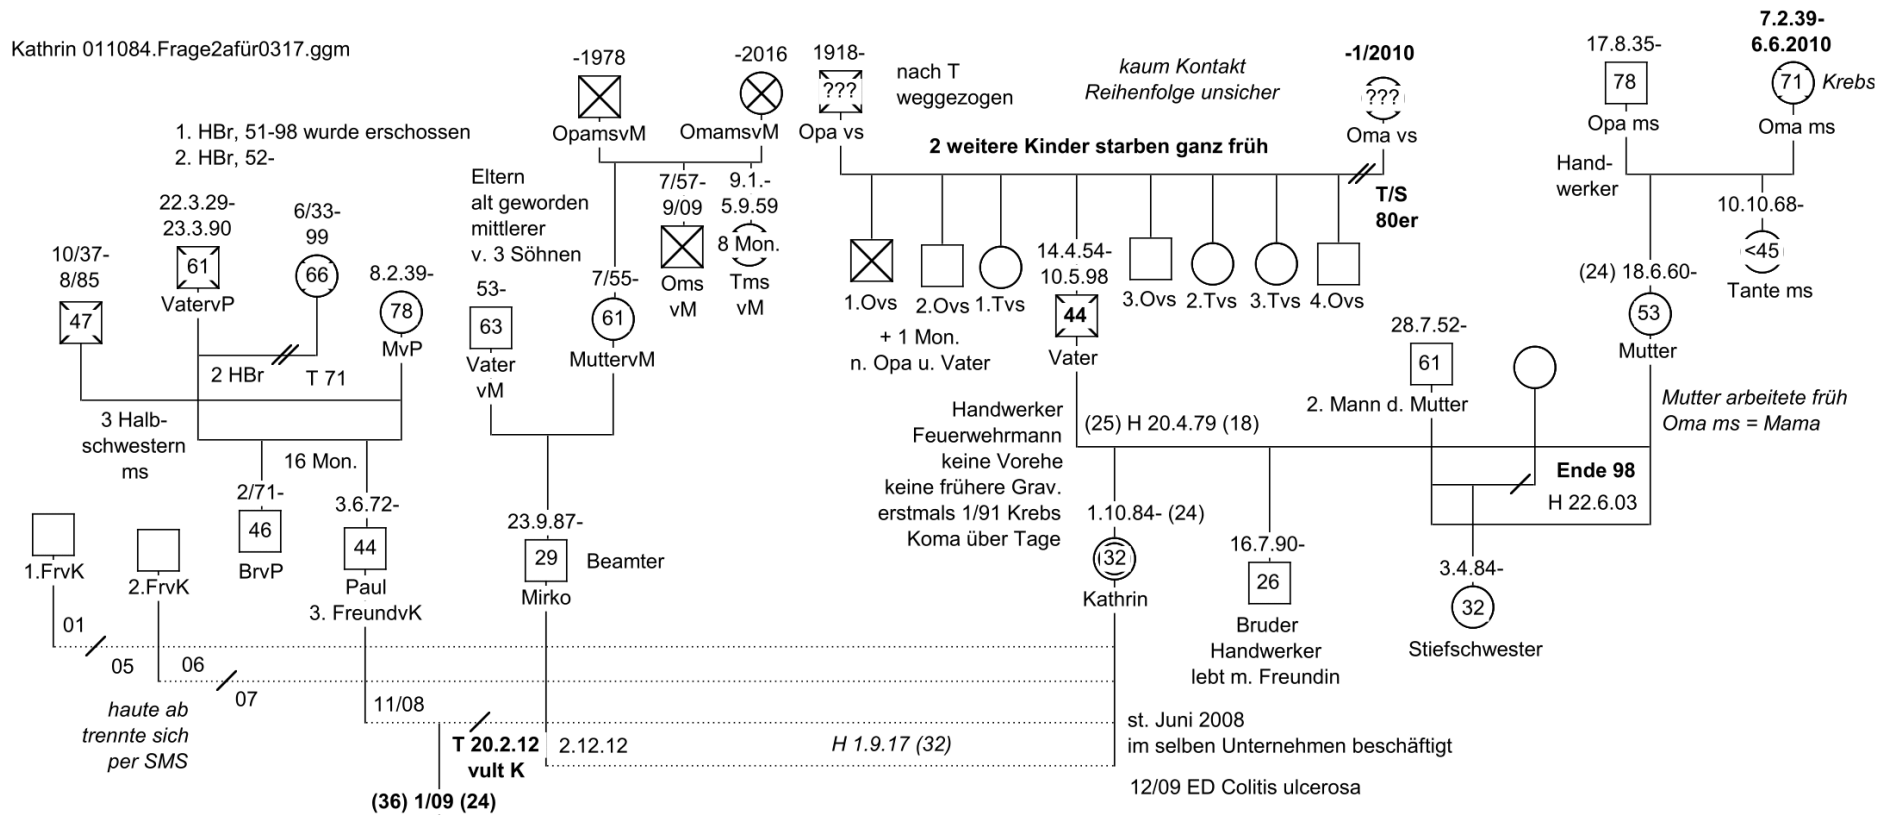 Kathrin 011084.Frage2afür0317.ggm
1. HBr, 51-98 wurde erschossen
2. HBr, 52-
22.3.29-
23.3.90
61
VatervP
6/33-
99
66
10/37-
8/85
47
8.2.39-
78
MvP
2 HBr
T 71
3 Halb-
schwestern
ms
16 Mon.
2/71-
46
BrvP
3.6.72-
44
Paul
3. FreundvK
1.FrvK
2.FrvK
01
05
06
07
haute ab
trennte sich
per SMS
11/08
T 20.2.12
vult K
(36) 1/09 (24)
-1978
OpamsvM
-2016
OmamsvM
Eltern
alt geworden
mittlerer
v. 3 Söhnen
7/57-
9/09
Oms
vM
9.1.-
5.9.59
8 Mon.
Tms
vM
53-
63
Vater
vM
7/55-
61
MuttervM
23.9.87-
29
Beamter
Mirko
2.12.12
H 1.9.17 (32)
1918-
???
Opa vs
nach T
weggezogen
kaum Kontakt
Reihenfolge unsicher
-1/2010
???
Oma vs
2 weitere Kinder starben ganz früh
T/S
80er
1.Ovs
2.Ovs
1.Tvs
14.4.54-
10.5.98
44
Vater
3.Ovs
2.Tvs
3.Tvs
4.Ovs
+ 1 Mon.
n. Opa u. Vater
Handwerker
Feuerwehrmann
keine Vorehe
keine frühere Grav.
erstmals 1/91 Krebs
Koma über Tage
(25) H 20.4.79 (18)
1.10.84- (24)
32
Kathrin
16.7.90-
26
Bruder
Handwerker
lebt m. Freundin
st. Juni 2008
im selben Unternehmen beschäftigt
12/09 ED Colitis ulcerosa
17.8.35-
78
Opa ms
Hand-
werker
7.2.39-
6.6.2010
71
Krebs
Oma ms
10.10.68-
<45
Tante ms
(24) 18.6.60-
53
Mutter
Mutter arbeitete früh
Oma ms = Mama
28.7.52-
61
2. Mann d. Mutter
Ende 98
H 22.6.03
3.4.84-
32
Stiefschwester